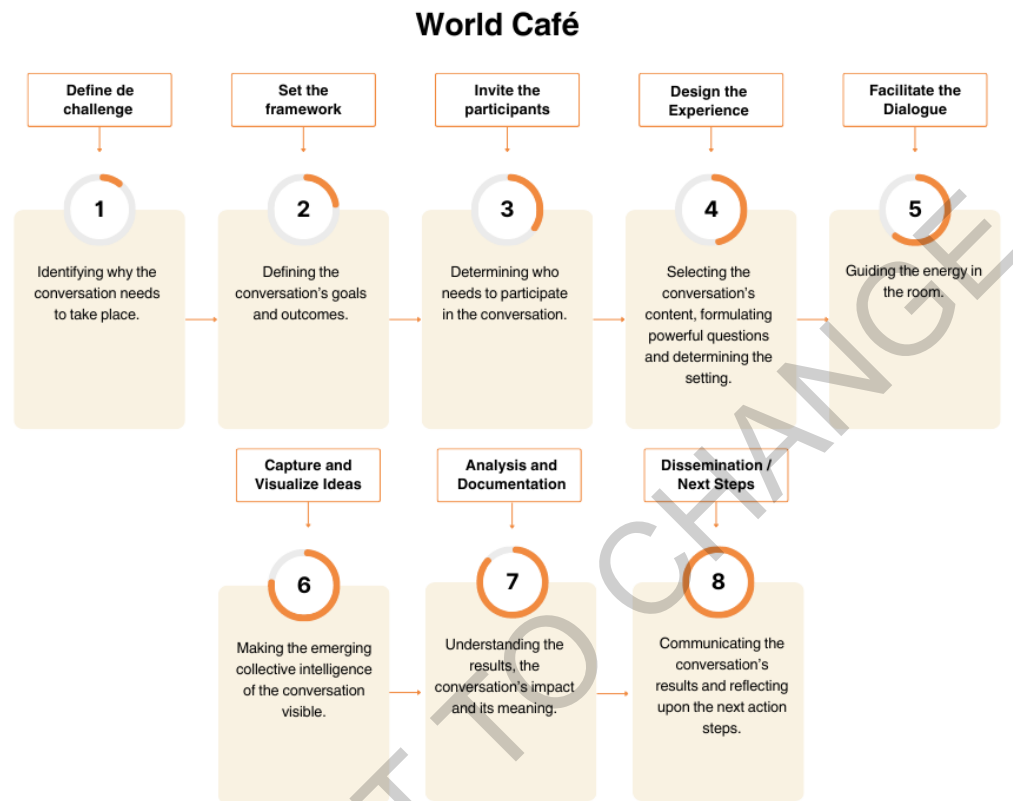 World Café
Define de
challenge
Set the
framework
Invite the
participants
Design the
Experience
Facilitate the
Dialogue
1
2
3
4
5
Identifying why the
conversation needs
to take place.
Defining the
conversation's goals
and outcomes.
Determining who
needs to participate
in the conversation.
Selecting the
conversation's
content, formulating
powerful questions
and determining the
setting.
Guiding the energy in
the room.
Capture and
Visualize Ideas
Analysis and
Documentation
Dissemination /
Next Steps
6
7
8
Making the emerging
collective intelligence
of the conversation
visible.
Understanding the
results, the
conversation's impact
and its meaning.
Communicating the
conversation's
results and reflecting
upon the next action
steps.
TO CHANGE